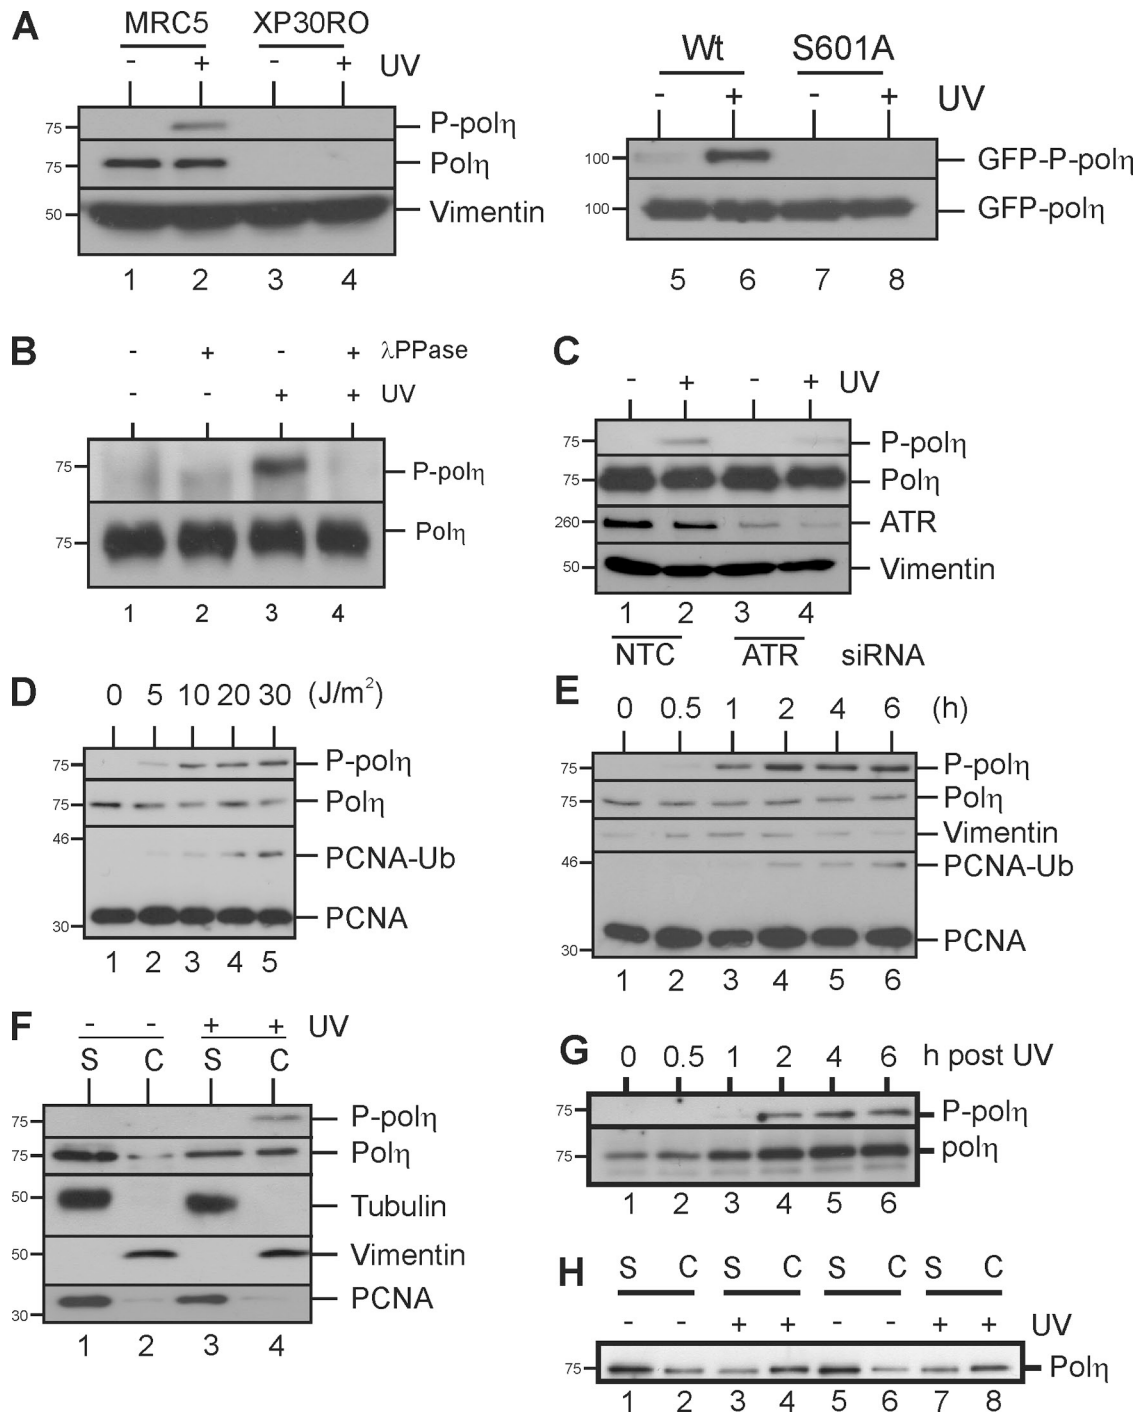 A
MRC5 XP30RO
- + - + UV
75 P-polη
75 Polη
50 Vimentin
1 2 3 4
Wt S601A
- + - + UV
100 GFP-P-polη
100 GFP-polη
5 6 7 8
B
- + - + λPPase
- - + + UV
75 P-polη
75 Polη
1 2 3 4
C
- + - + UV
75 P-polη
75 Polη
260 ATR
50 Vimentin
1 2 3 4
NTC ATR siRNA
D
0 5 10 20 30 (J/m²)
75 P-polη
75 Polη
46 PCNA-Ub
30 PCNA
1 2 3 4 5
E
0 0.5 1 2 4 6 (h)
75 P-polη
75 Polη
Vimentin
46 PCNA-Ub
30 PCNA
1 2 3 4 5 6
F
- - + + UV
S C S C
75 P-polη
75 Polη
50 Tubulin
50 Vimentin
30 PCNA
1 2 3 4
G
0 0.5 1 2 4 6 h post UV
75 P-polη
75 polη
1 2 3 4 5 6
H
S C S C S C S C
- - + + - - + + UV
75 Polη
1 2 3 4 5 6 7 8